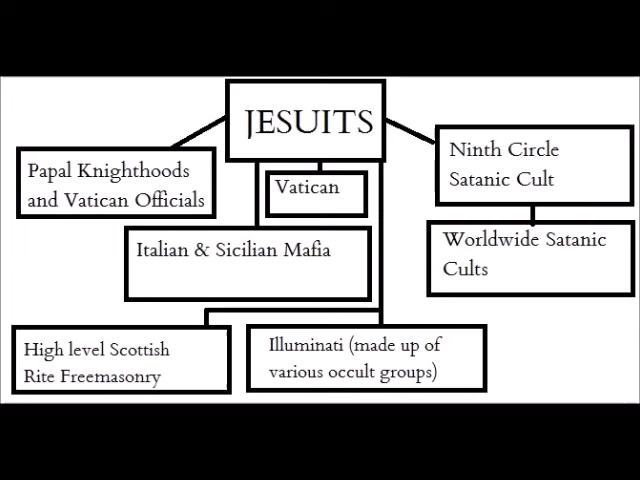 JESUITS
Papal Knighthoods
and Vatican Officials
Vatican
Ninth Circle
Satanic Cult
Italian & Sicilian Mafia
Worldwide Satanic
Cults
High level Scottish
Rite Freemasonry
Illuminati (made up of
various occult groups)